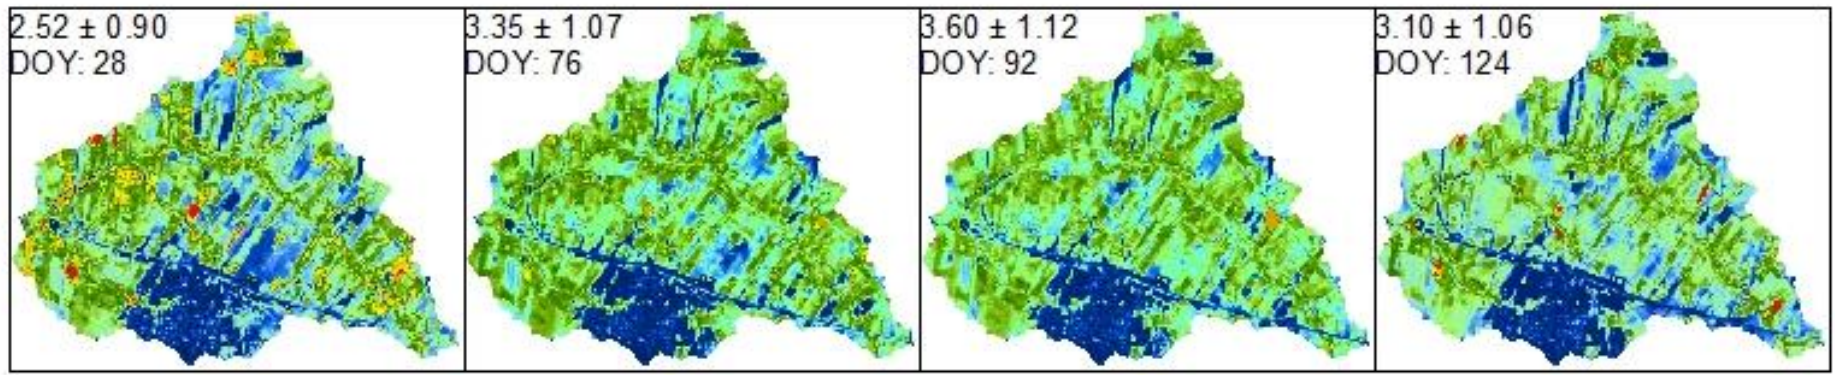 2.52 ± 0.90
DOY: 28
3.35 ± 1.07
DOY: 76
3.60 ± 1.12
DOY: 92
3.10 ± 1.06
DOY: 124